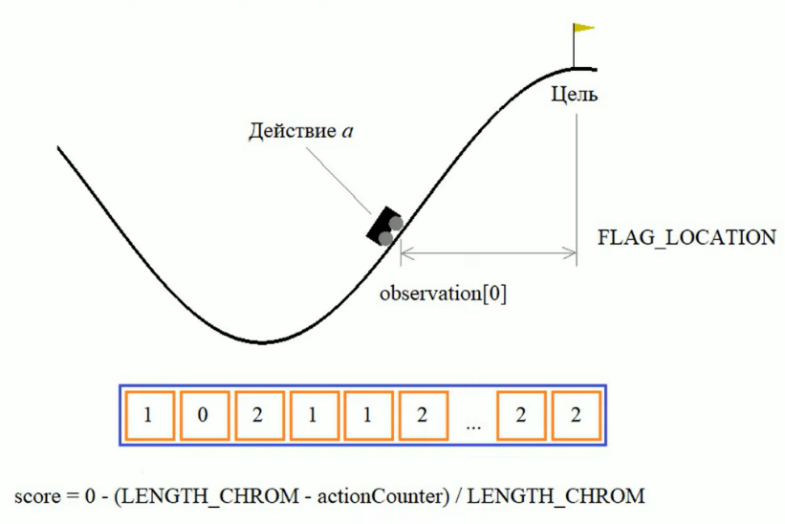 Цель
Действие a
FLAG_LOCATION
observation[0]
1 0 2 1 1 2 ... 2 2
score = 0 - (LENGTH_CHROM - actionCounter) / LENGTH_CHROM